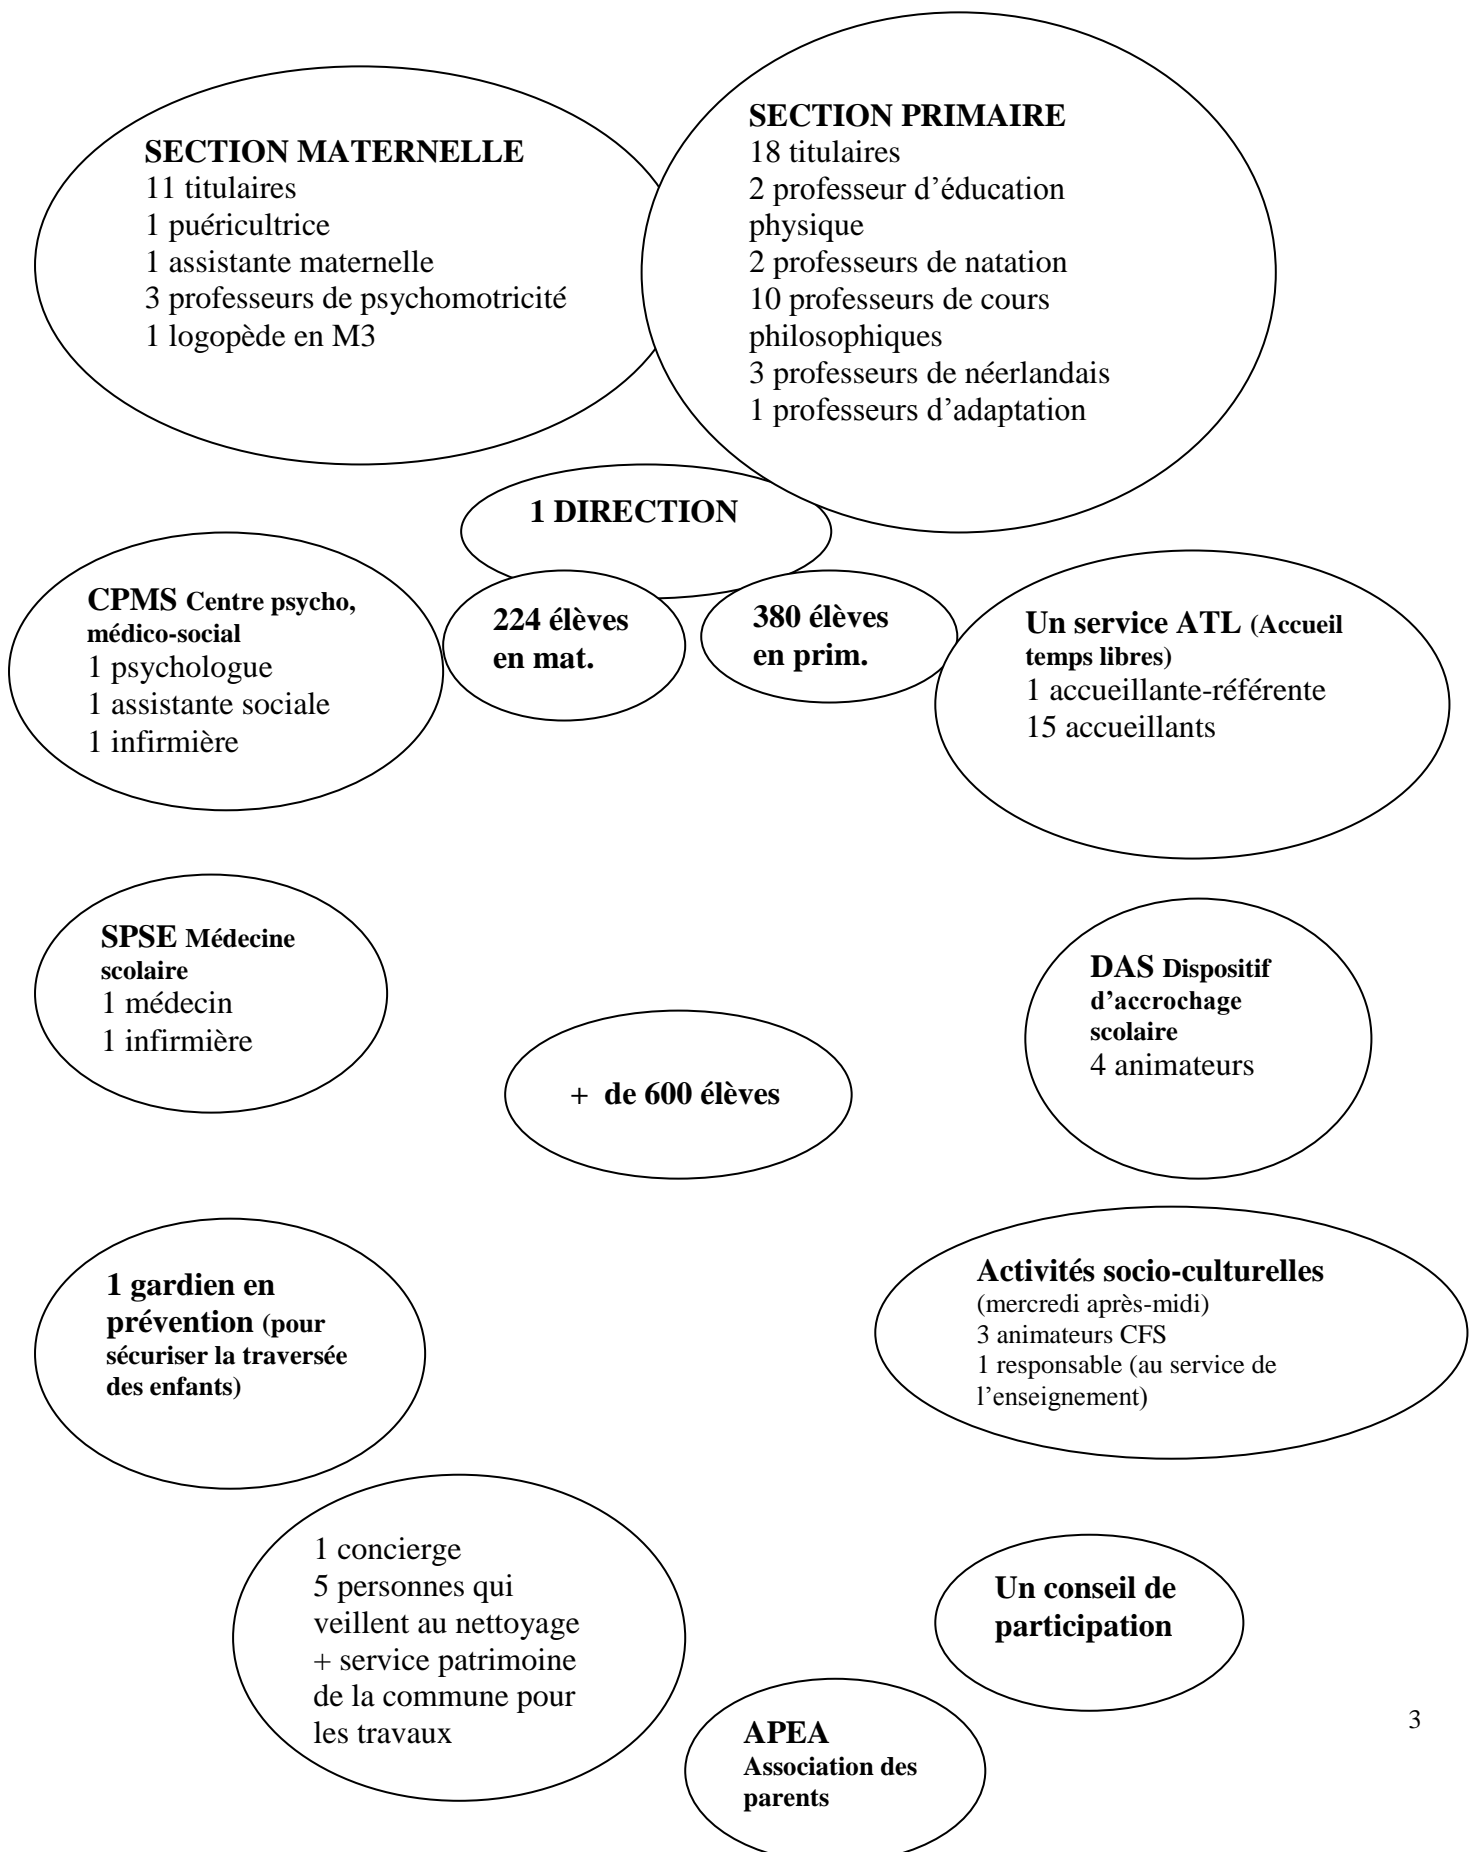 SECTION MATERNELLE
11 titulaires
1 puéricultrice
1 assistante maternelle
3 professeurs de psychomotricité
1 logopède en M3
SECTION PRIMAIRE
18 titulaires
2 professeur d’éducation
physique
2 professeurs de natation
10 professeurs de cours
philosophiques
3 professeurs de néerlandais
1 professeurs d’adaptation
1 DIRECTION
CPMS Centre psycho,
médico-social
1 psychologue
1 assistante sociale
1 infirmière
224 élèves
en mat.
380 élèves
en prim.
Un service ATL (Accueil
temps libres)
1 accueillante-référente
15 accueillants
SPSE Médecine
scolaire
1 médecin
1 infirmière
DAS Dispositif
d’accrochage
scolaire
4 animateurs
+ de 600 élèves
1 gardien en
prévention (pour
sécuriser la traversée
des enfants)
Activités socio-culturelles
(mercredi après-midi)
3 animateurs CFS
1 responsable (au service de
l’enseignement)
1 concierge
5 personnes qui
veillent au nettoyage
+ service patrimoine
de la commune pour
les travaux
Un conseil de
participation
APEA
Association des
parents
3